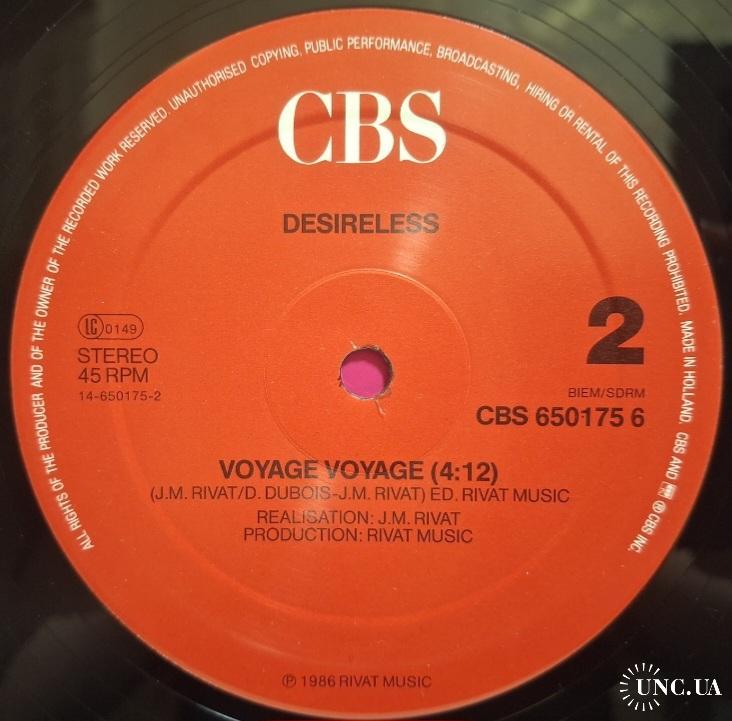 ALL RIGHTS OF THE PRODUCER AND OF THE OWNER OF THE RECORDED WORK RESERVED. UNAUTHORISED COPYING, PUBLIC PERFORMANCE, BROADCASTING, HIRING OR RENTAL OF THIS RECORDING PROHIBITED. MADE IN HOLLAND. CBS AND ℗ CBS INC.
CBS
DESIRELESS
LC 0149
STEREO
45 RPM
14-650175-2
2
BIEM/SDRM
CBS 650175 6
VOYAGE VOYAGE (4:12)
(J.M. RIVAT/D. DUBOIS-J.M. RIVAT) ED. RIVAT MUSIC
REALISATION: J.M. RIVAT
PRODUCTION: RIVAT MUSIC
℗ 1986 RIVAT MUSIC
UNC.UA